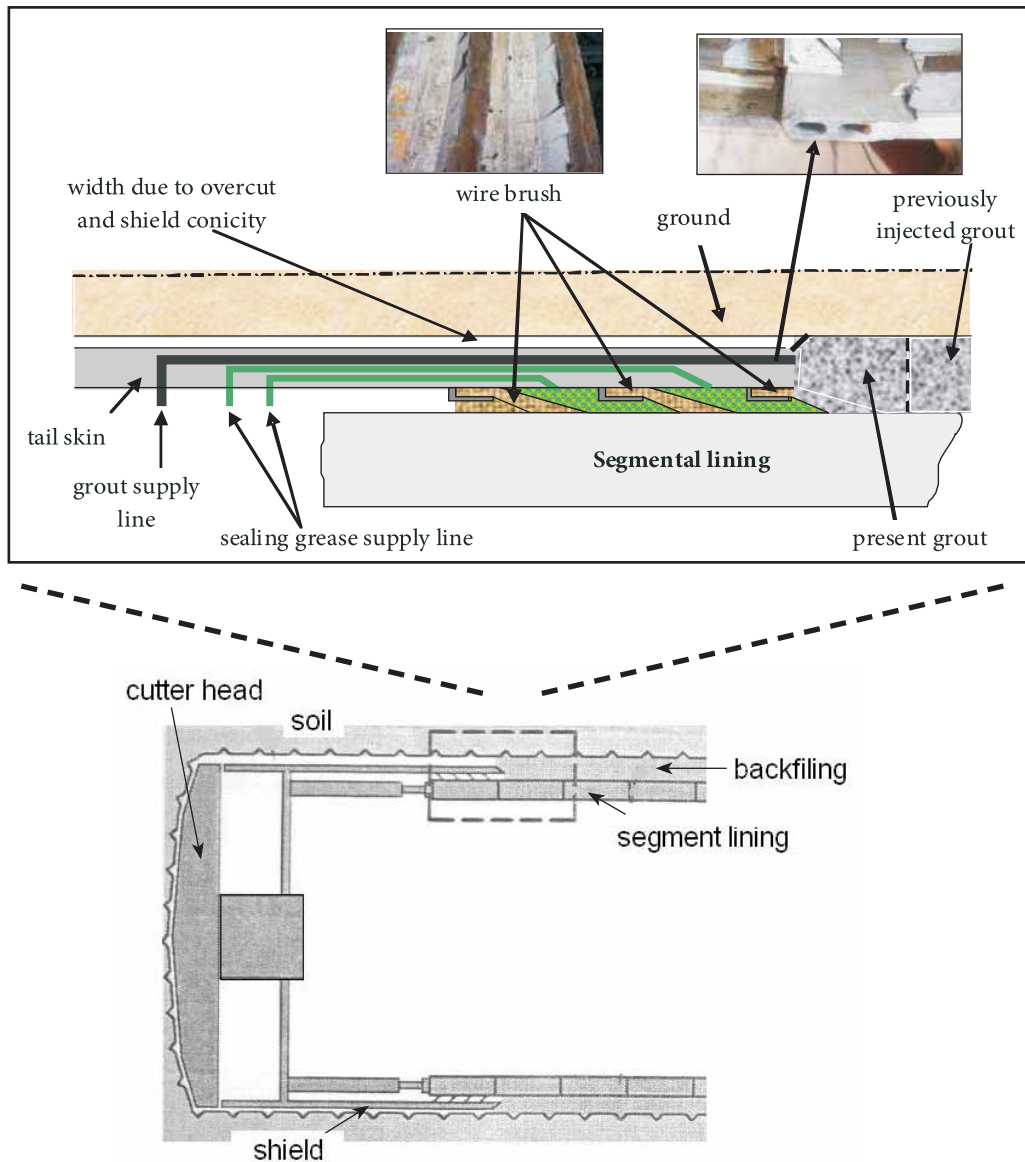 width due to overcut
and shield conicity
wire brush
ground
previously
injected grout
tail skin
grout supply
line
sealing grease supply line
Segmental lining
present grout
cutter head
soil
backfiling
segment lining
shield